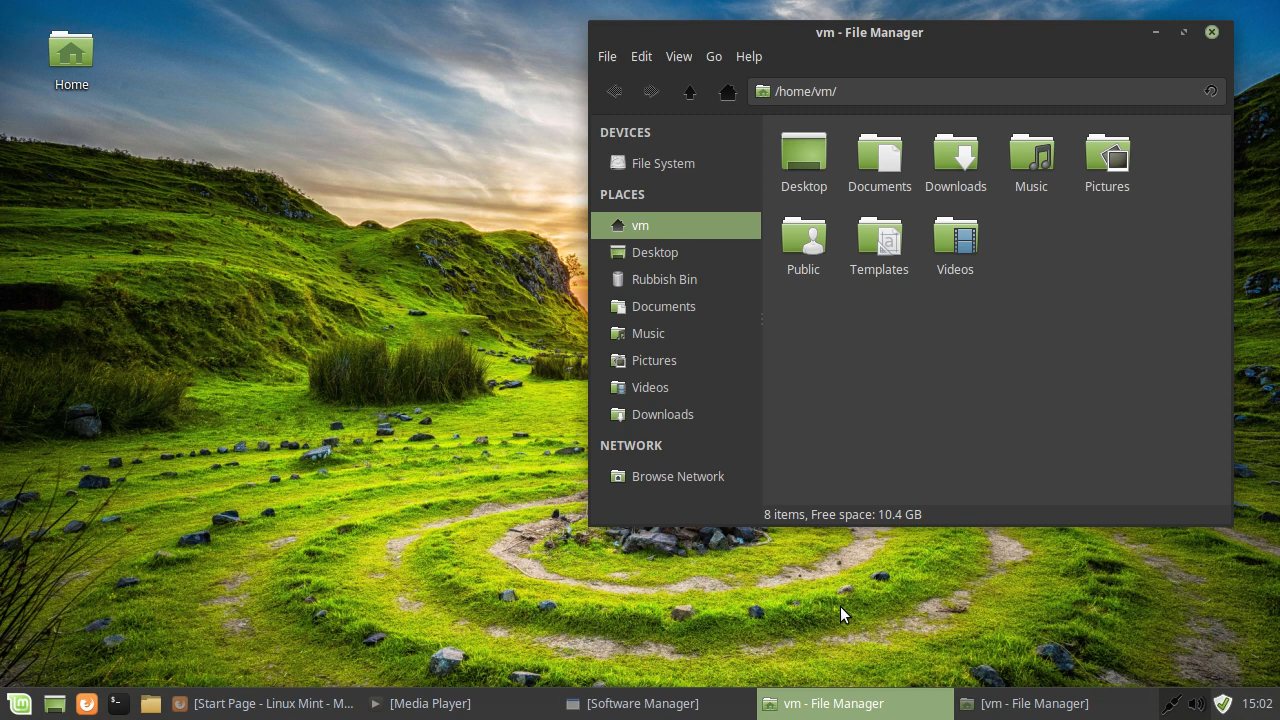 Home
vm - File Manager
File Edit View Go Help
/home/vm/
DEVICES
File System
PLACES
vm
Desktop
Rubbish Bin
Documents
Music
Pictures
Videos
Downloads
NETWORK
Browse Network
Desktop Documents Downloads Music Pictures
Public Templates Videos
8 items, Free space: 10.4 GB
[Start Page - Linux Mint - M... [Media Player] [Software Manager] vm - File Manager [vm - File Manager] 15:02